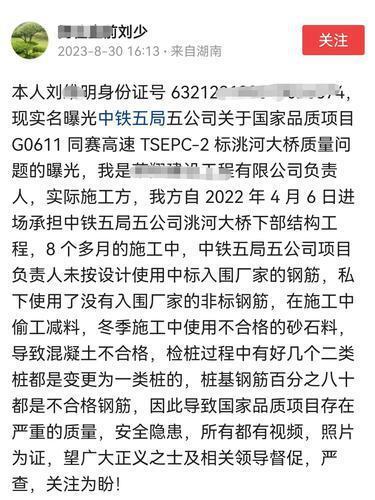 前刘少
2023-8-30 16:13·来自湖南
关注
本人刘明身份证号 63212
现实名曝光中铁五局五公司关于国家品质项目
G0611 同赛高速 TSEPC-2 标洮河大桥质量问
题的曝光，我是工程有限公司负责
人，实际施工方，我方自 2022 年 4 月 6 日进
场承担中铁五局五公司洮河大桥下部结构工
程，8 个多月的施工中，中铁五局五公司项目
负责人未按设计使用中标入围厂家的钢筋，私
下使用了没有入围厂家的非标钢筋，在施工中
偷工减料，冬季施工中使用不合格的砂石料，
导致混凝土不合格，检桩过程中有好几个二类
桩都是变更为一类桩的，桩基钢筋百分之八十
都是不合格钢筋，因此导致国家品质项目存在
严重的质量，安全隐患，所有都有视频，照片
为证，望广大正义之士及相关领导督促，严
查，关注为盼！